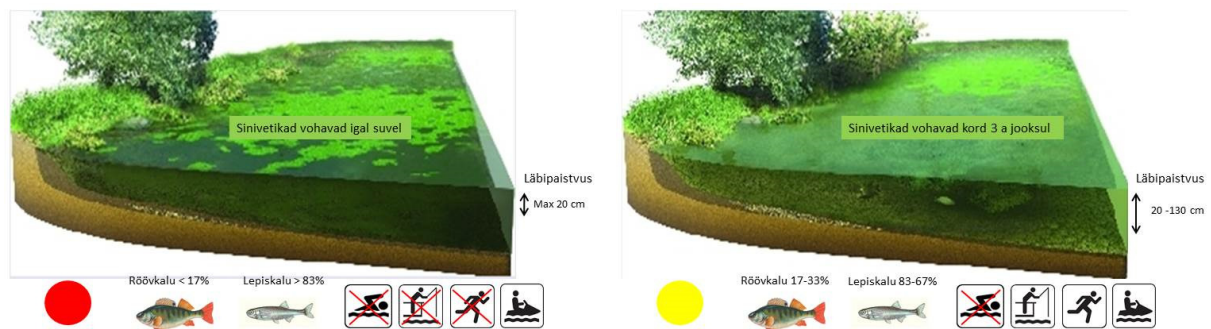 Sinivetikad vohavad igal suvel
Läbipaistvus
Max 20 cm
Röövkalu < 17%
Lepiskalu > 83%
Sinivetikad vohavad kord 3 a jooksul
Läbipaistvus
20 -130 cm
Röövkalu 17-33%
Lepiskalu 83-67%